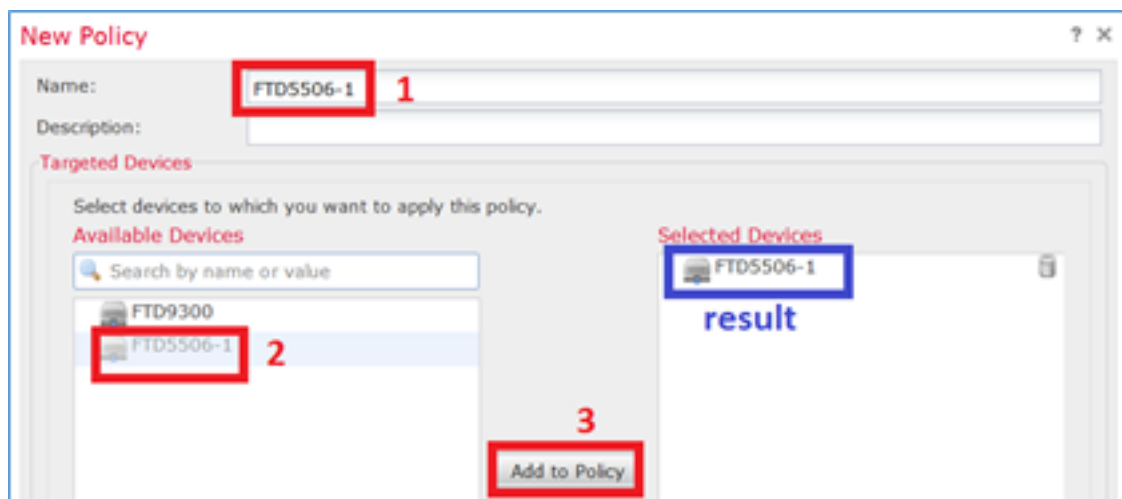 New Policy ? X
Name: FTD5506-1 1
Description:
Targeted Devices
Select devices to which you want to apply this policy.
Available Devices Selected Devices
Search by name or value FTD5506-1
FTD9300 result
FTD5506-1 2
3
Add to Policy